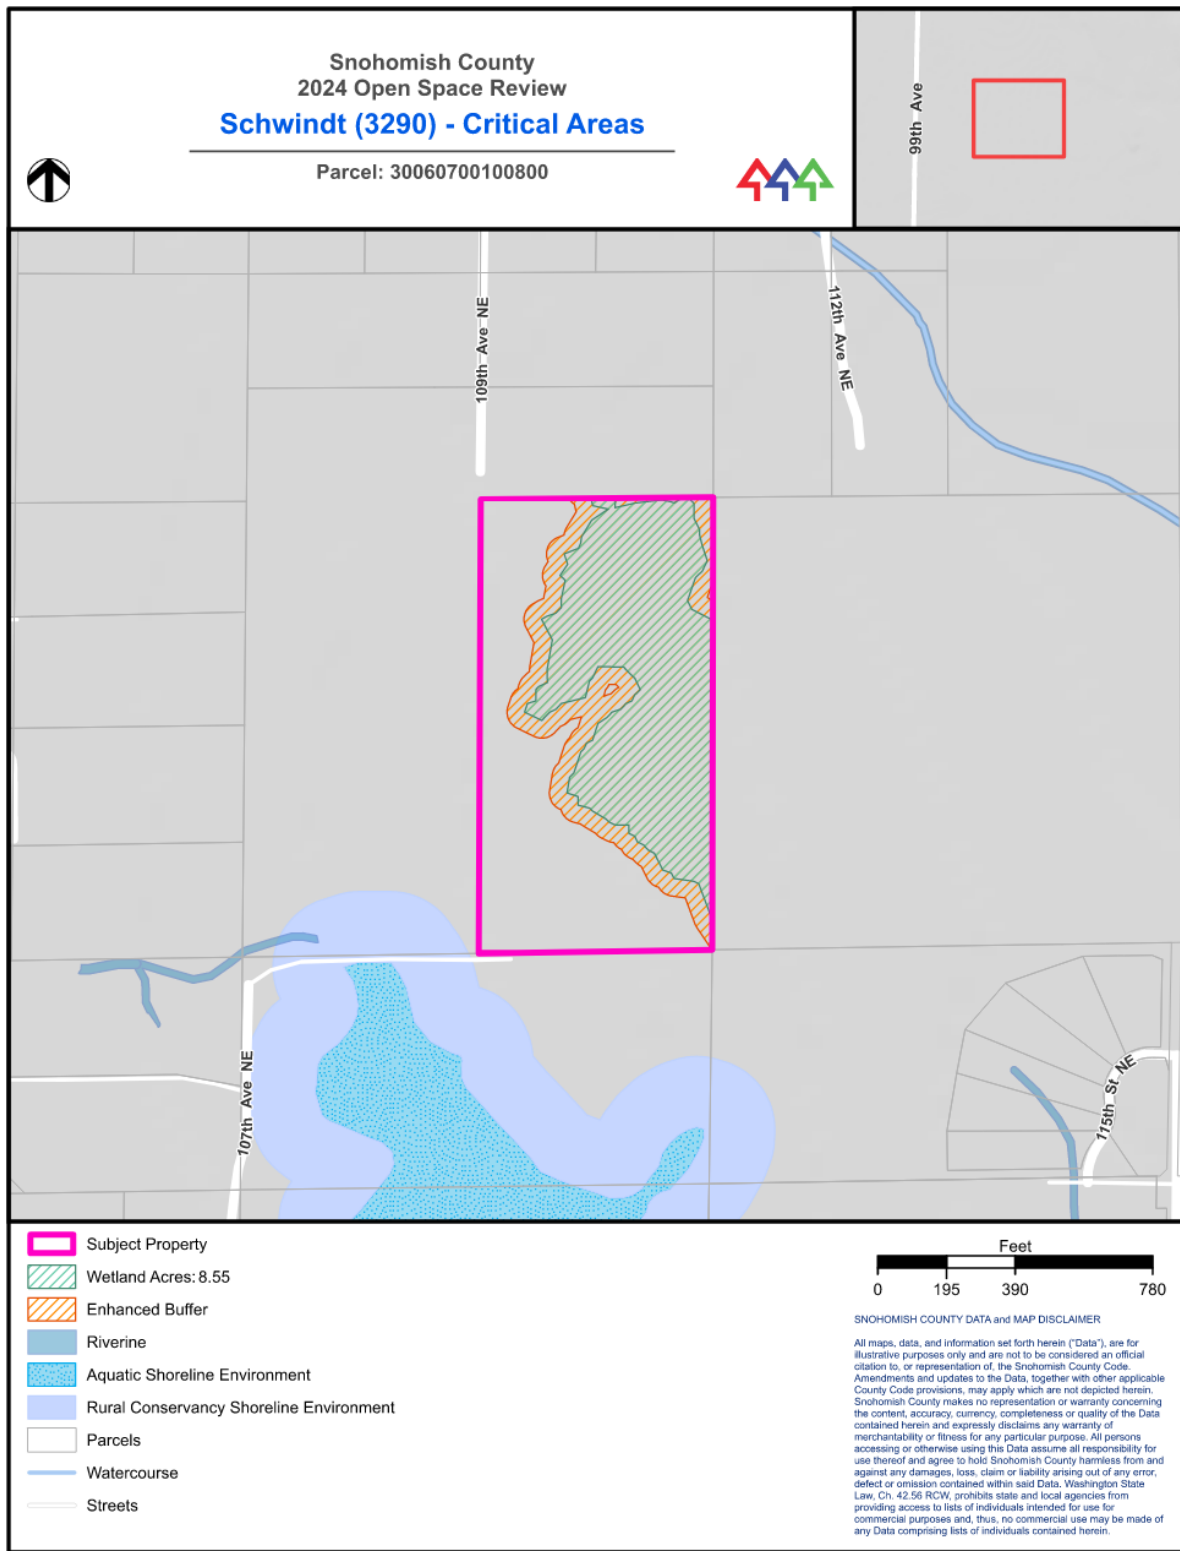 Snohomish County
2024 Open Space Review
Schwindt (3290) - Critical Areas
Parcel: 30060700100800
99th Ave
109th Ave NE
112th Ave NE
107th Ave NE
115th St NE
Subject Property
Wetland Acres: 8.55
Enhanced Buffer
Riverine
Aquatic Shoreline Environment
Rural Conservancy Shoreline Environment
Parcels
Watercourse
Streets
Feet
0 195 390 780
SNOHOMISH COUNTY DATA and MAP DISCLAIMER
All maps, data, and information set forth herein ("Data"), are for
illustrative purposes only and are not to be considered an official
citation to, or representation of, the Snohomish County Code.
Amendments and updates to the Data, together with other applicable
County Code provisions, may apply which are not depicted herein.
Snohomish County makes no representation or warranty concerning
the content, accuracy, currency, completeness or quality of the Data
contained herein and expressly disclaims any warranty of
merchantability or fitness for any particular purpose. All persons
accessing or otherwise using this Data assume all responsibility for
use thereof and agree to hold Snohomish County harmless from and
against any damages, loss, claim or liability arising out of any error,
defect or omission contained within said Data. Washington State
Law, Ch. 42.56 RCW, prohibits state and local agencies from
providing access to lists of individuals intended for use for
commercial purposes and, thus, no commercial use may be made of
any Data comprising lists of individuals contained herein.